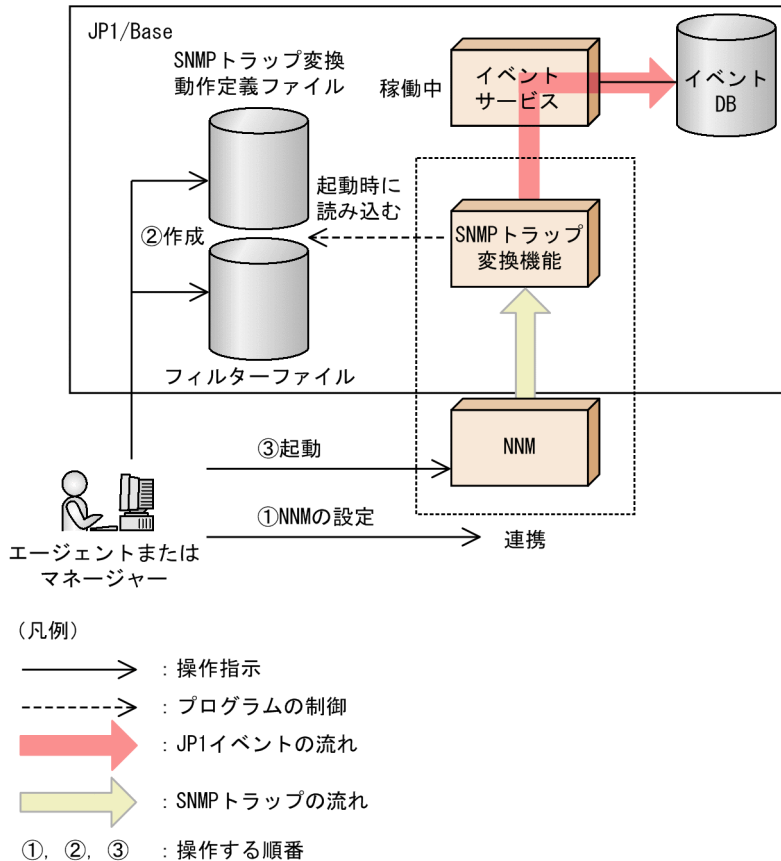 JP1/Base
SNMPトラップ変換
動作定義ファイル
稼働中
イベント
サービス
イベント
DB
起動時に
読み込む
②作成
SNMPトラップ
変換機能
フィルターファイル
③起動
NNM
①NNMの設定
連携
エージェントまたは
マネージャー
(凡例)
：操作指示
：プログラムの制御
：JP1イベントの流れ
：SNMPトラップの流れ
①，②，③ ：操作する順番